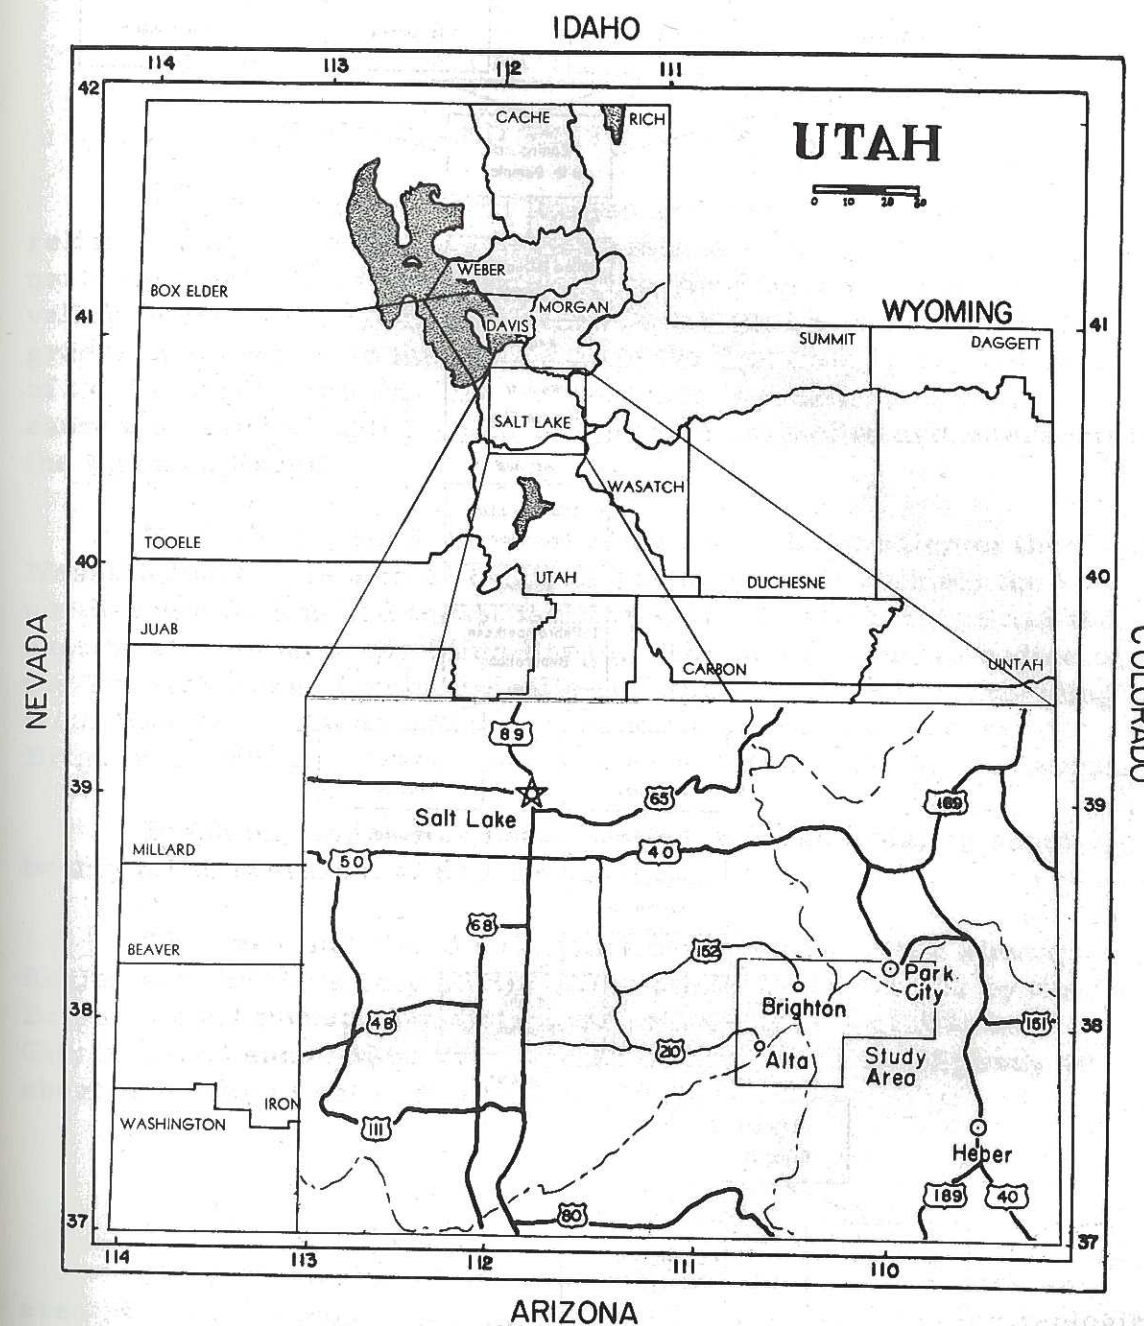 IDAHO
114 113 112 111
42
CACHE
RICH
UTAH
0 10 20 30
WEBER
BOX ELDER
MORGAN
DAVIS
WYOMING
41
41
SUMMIT
DAGGETT
SALT LAKE
WASATCH
TOOELE
40
40
UTAH
DUCHESNE
JUAB
NEVADA
COLORADO
CARBON
UINTAH
89
39
39
Salt Lake
65
189
MILLARD
50
40
68
BEAVER
152
Park
City
Brighton
38
38
48
161
210
Alta
Study
Area
IRON
WASHINGTON
111
Heber
189
40
80
37
37
114 113 112 111 110
ARIZONA